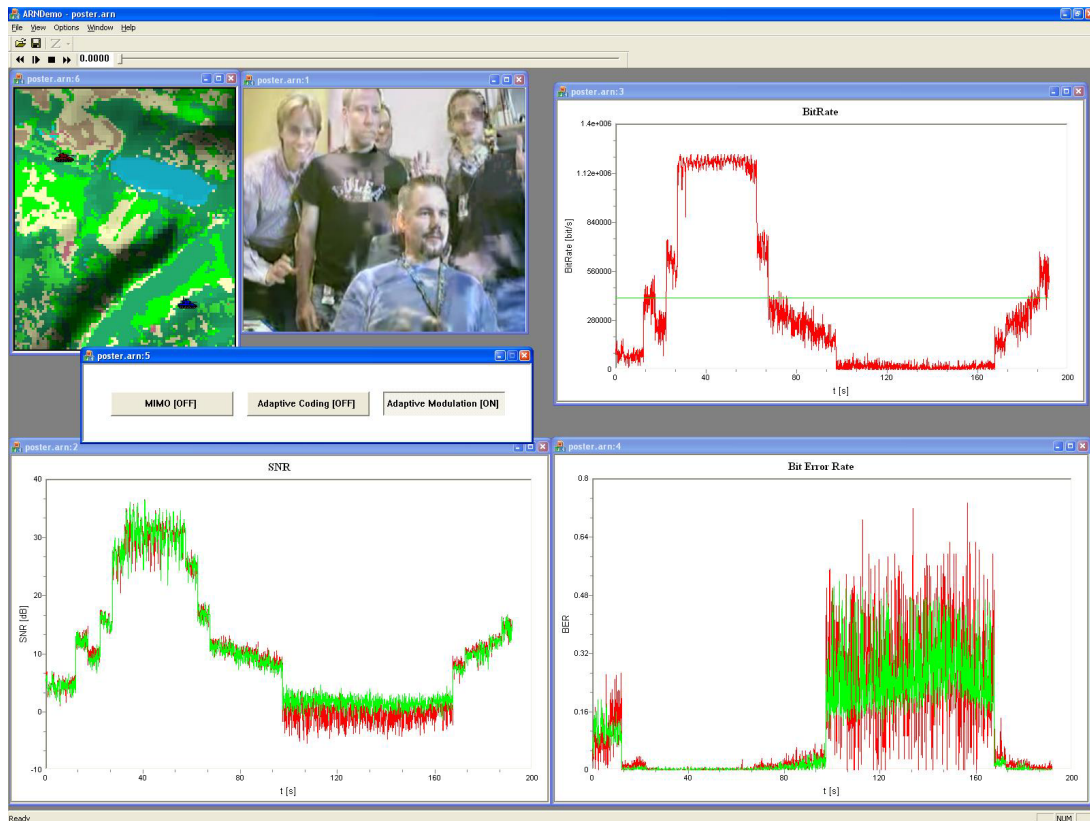 ARNDemo - poster.arn
File View Options Window Help
0.0000
poster.arn:6
poster.arn:1
poster.arn:3
BitRate
1.4e+006
1.12e+006
840000
560000
280000
0
BitRate [bit/s]
0 40 80 120 160 200
t [s]
poster.arn:5
MIMO [OFF] Adaptive Coding [OFF] Adaptive Modulation [ON]
poster.arn:2
SNR
40
30
20
10
0
-10
SNR [dB]
0 40 80 120 160 200
t [s]
poster.arn:4
Bit Error Rate
0.8
0.64
0.48
0.32
0.16
0
BER
0 40 80 120 160 200
t [s]
Ready NUM